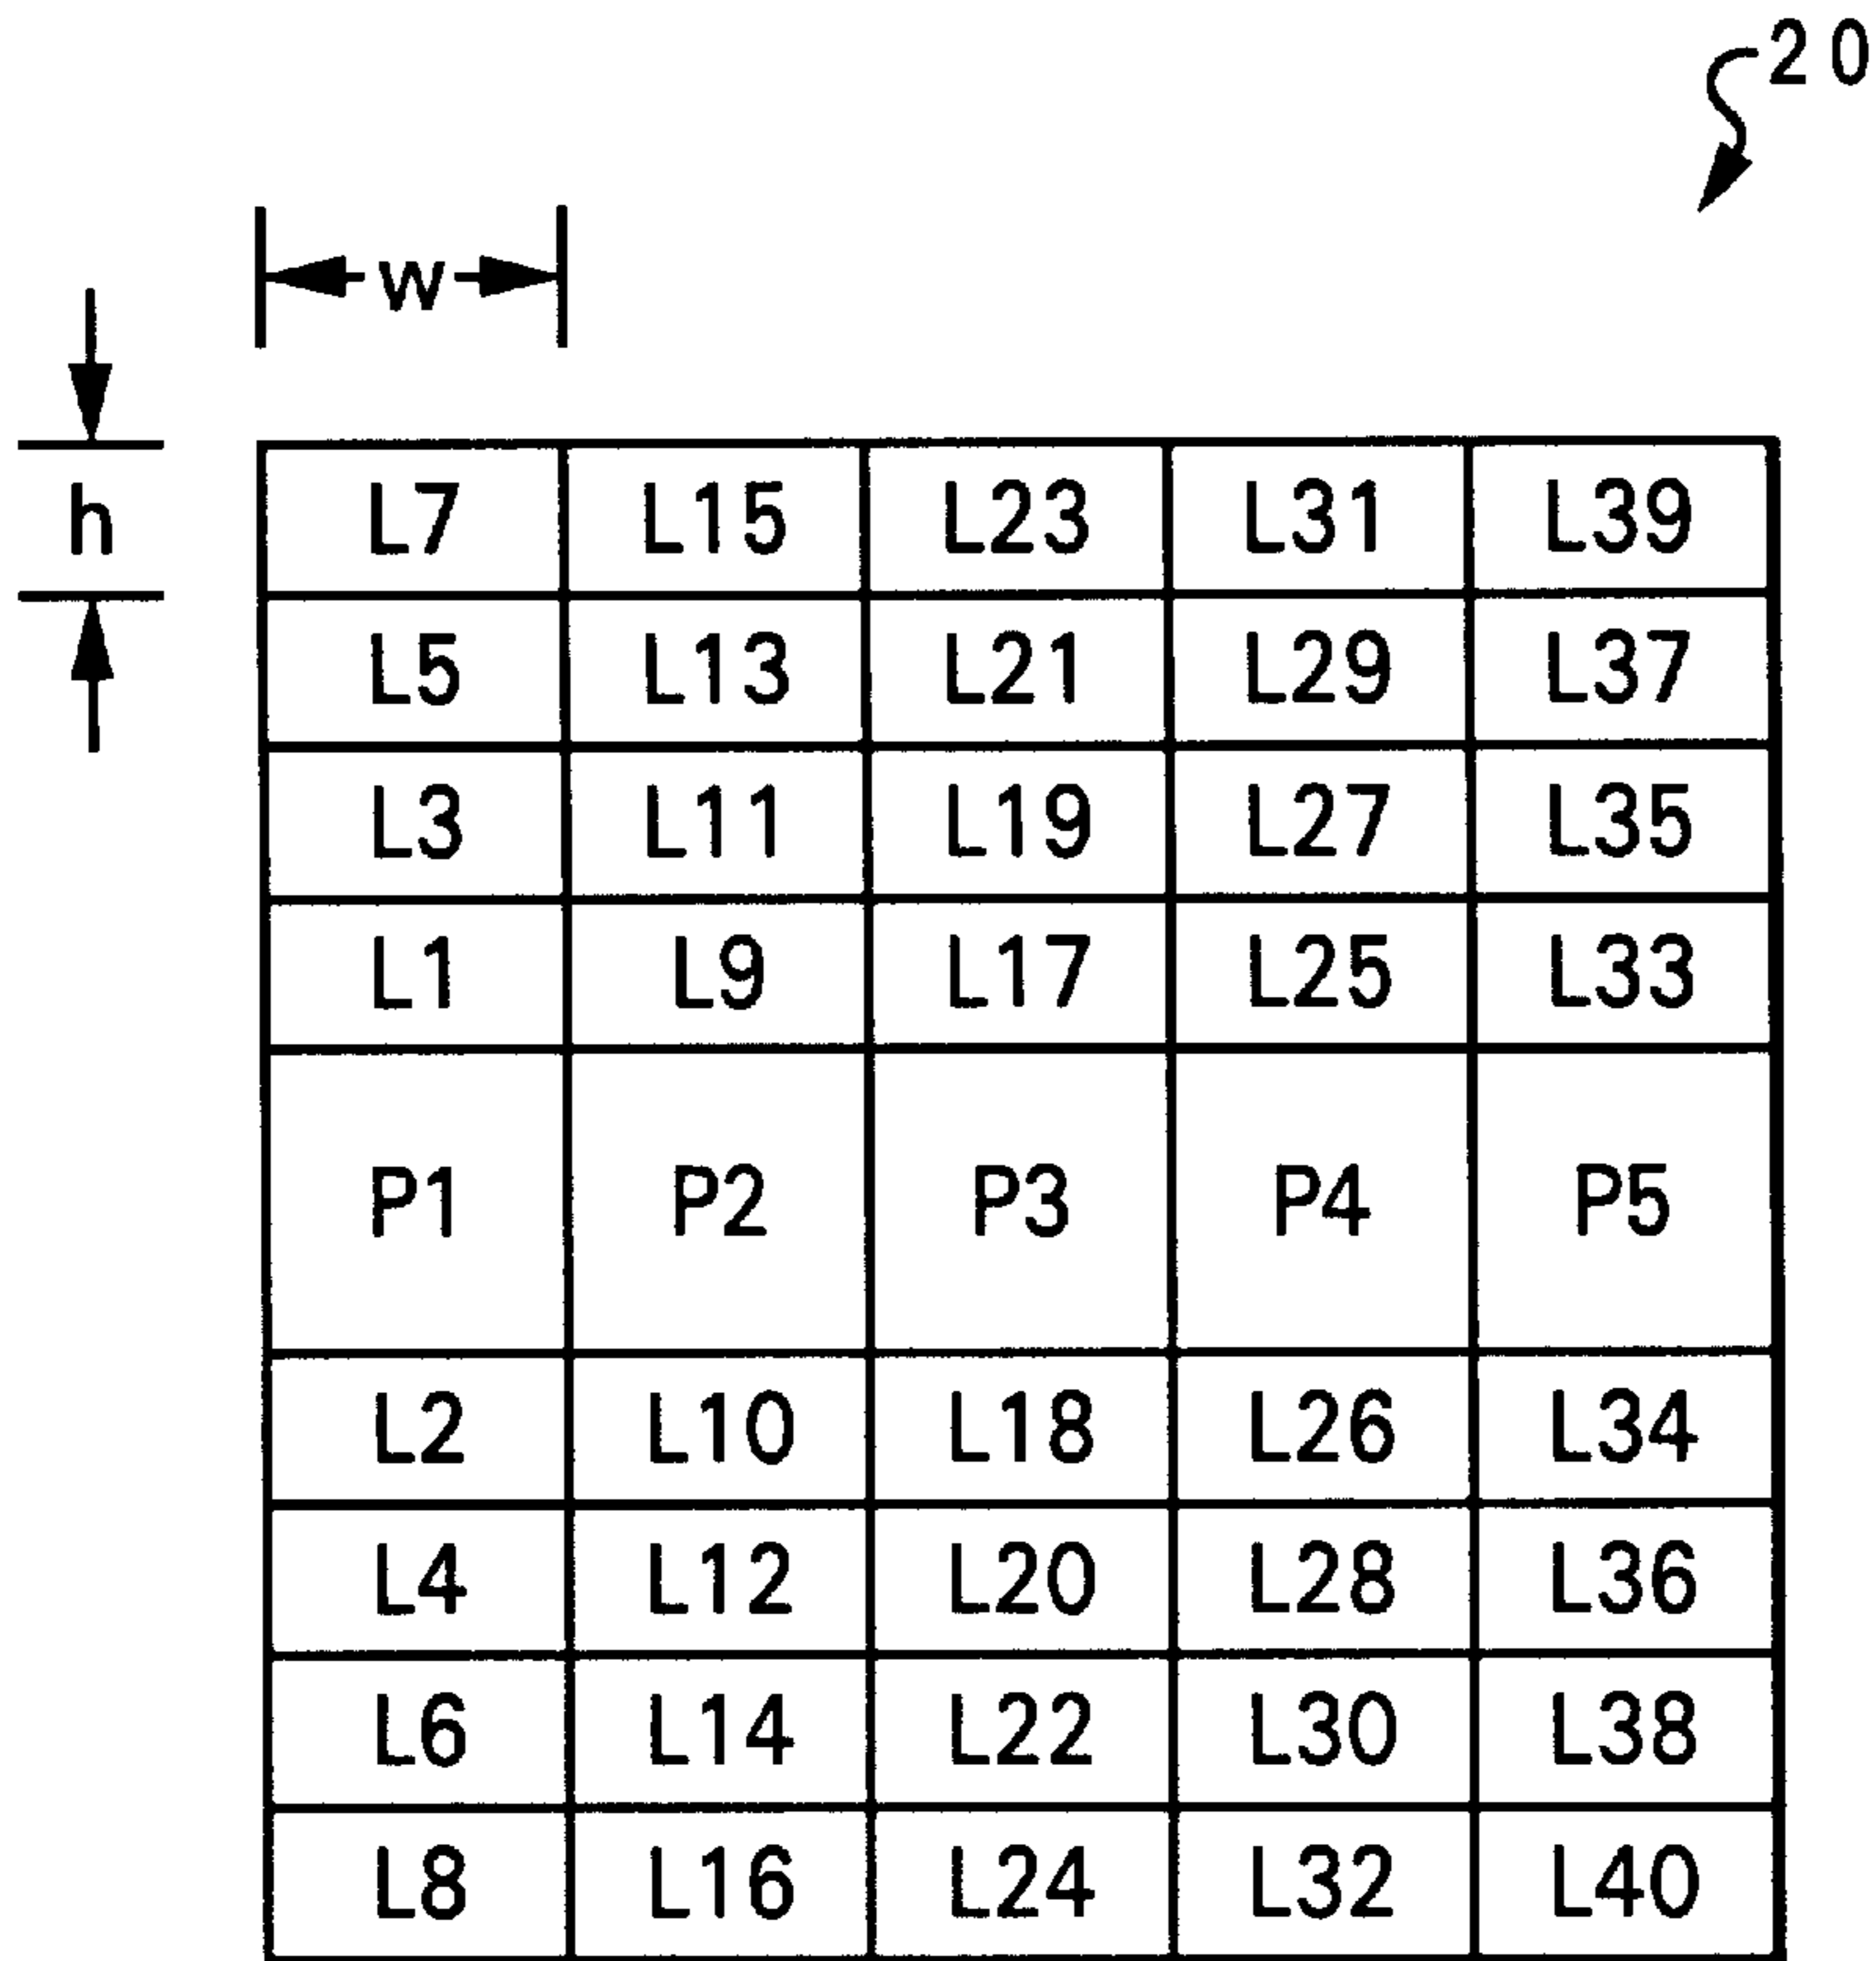 20
w
h
L7 L15 L23 L31 L39
L5 L13 L21 L29 L37
L3 L11 L19 L27 L35
L1 L9 L17 L25 L33
P1 P2 P3 P4 P5
L2 L10 L18 L26 L34
L4 L12 L20 L28 L36
L6 L14 L22 L30 L38
L8 L16 L24 L32 L40